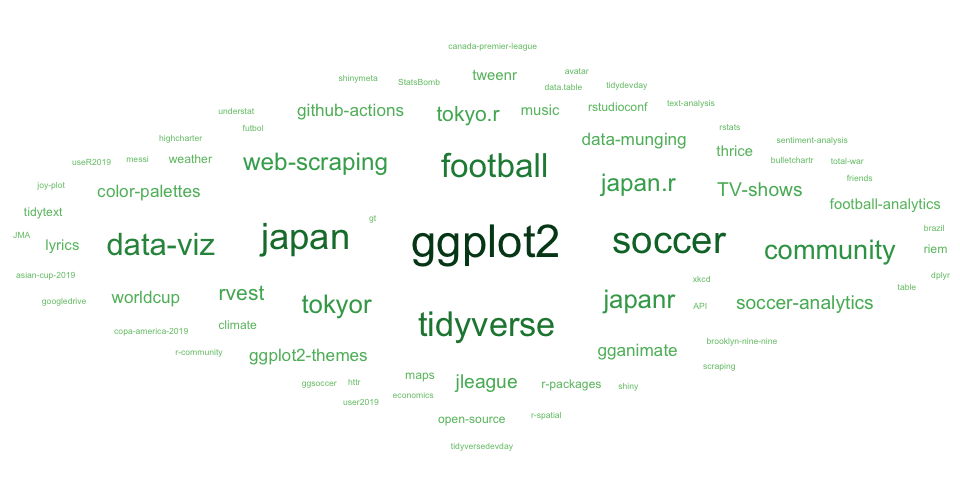 canada-premier-league
shinymeta
StatsBomb
tweenr
avatar
data.table
tidydevday
understat
github-actions
tokyo.r
music
rstudioconf
text-analysis
highcharter
futbol
data-munging
rstats
sentiment-analysis
useR2019
messi
weather
web-scraping
football
thrice
bulletchartr
total-war
joy-plot
color-palettes
japan.r
TV-shows
friends
tidytext
gt
football-analytics
JMA
lyrics
data-viz
japan
ggplot2
soccer
community
brazil
riem
asian-cup-2019
xkcd
dplyr
googledrive
worldcup
rvest
tokyor
japanr
API
soccer-analytics
table
copa-america-2019
climate
tidyverse
r-community
ggplot2-themes
gganimate
brooklyn-nine-nine
scraping
ggsoccer
httr
maps
jleague
r-packages
shiny
user2019
economics
open-source
r-spatial
tidyversedevday